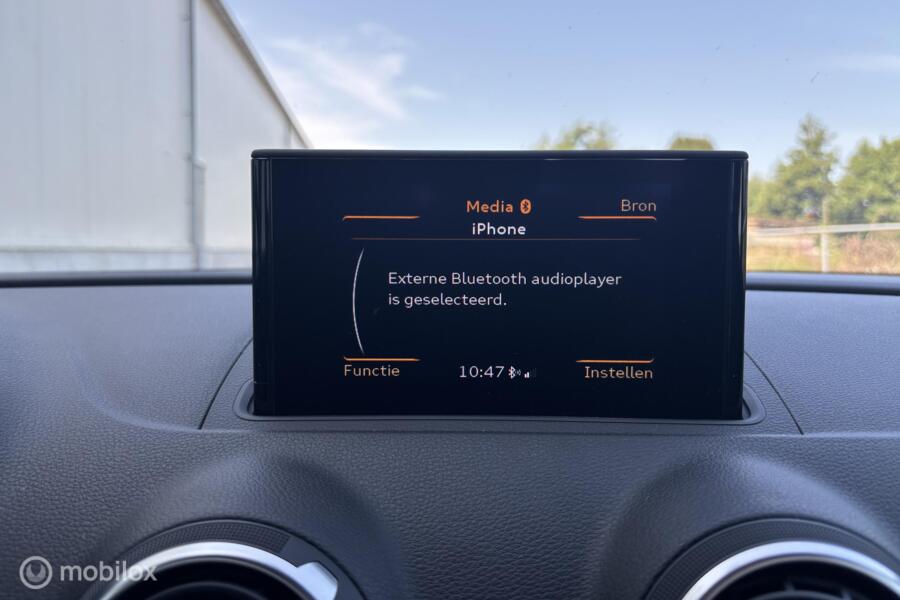 Media
Bron
iPhone
Externe Bluetooth audioplayer
is geselecteerd.
Functie
10:47
Instellen
mobilox